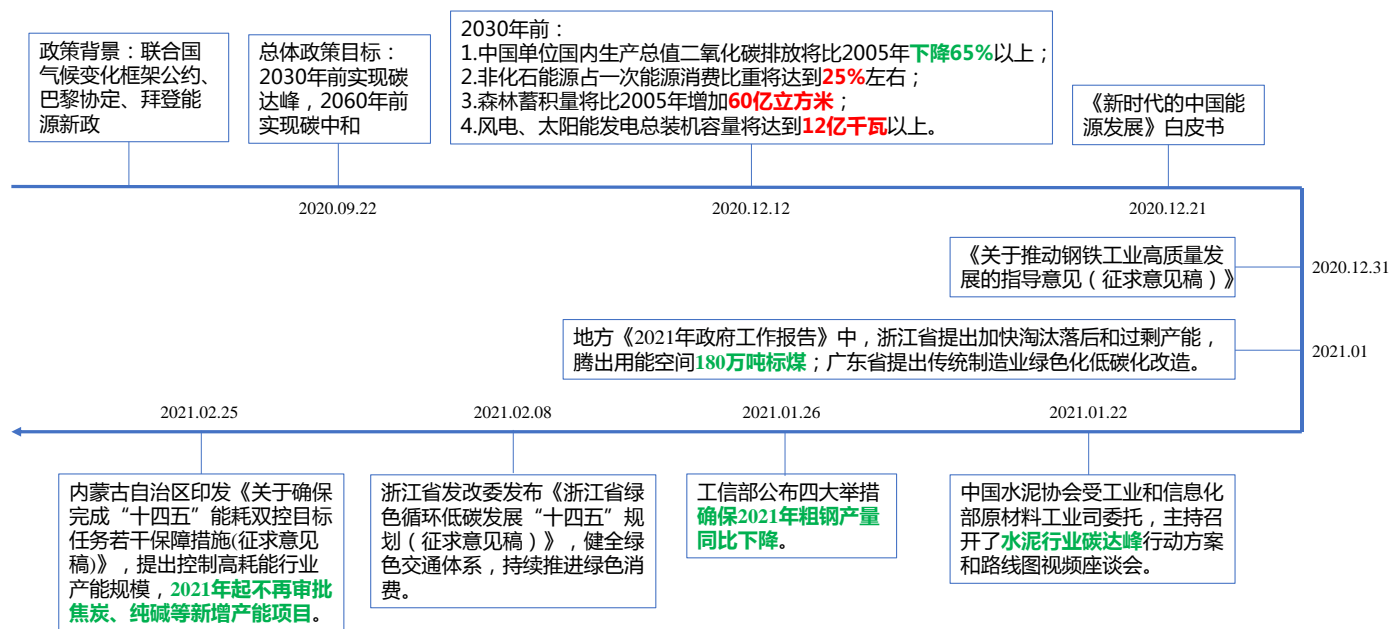 政策背景：联合国
气候变化框架公约、
巴黎协定、拜登能
源新政
总体政策目标：
2030年前实现碳
达峰，2060年前
实现碳中和
2030年前：
1.中国单位国内生产总值二氧化碳排放将比2005年下降65%以上；
2.非化石能源占一次能源消费比重将达到25%左右；
3.森林蓄积量将比2005年增加60亿立方米；
4.风电、太阳能发电总装机容量将达到12亿千瓦以上。
《新时代的中国能
源发展》白皮书
2020.09.22
2020.12.12
2020.12.21
《关于推动钢铁工业高质量发
展的指导意见（征求意见稿）》
2020.12.31
地方《2021年政府工作报告》中，浙江省提出加快淘汰落后和过剩产能，
腾出用能空间180万吨标煤；广东省提出传统制造业绿色化低碳化改造。
2021.01
2021.02.25
2021.02.08
2021.01.26
2021.01.22
内蒙古自治区印发《关于确保
完成“十四五”能耗双控目标
任务若干保障措施(征求意见
稿)》，提出控制高耗能行业
产能规模，2021年起不再审批
焦炭、纯碱等新增产能项目。
浙江省发改委发布《浙江省绿
色循环低碳发展“十四五”规
划（征求意见稿）》，健全绿
色交通体系，持续推进绿色消
费。
工信部公布四大举措
确保2021年粗钢产量
同比下降。
中国水泥协会受工业和信息化
部原材料工业司委托，主持召
开了水泥行业碳达峰行动方案
和路线图视频座谈会。